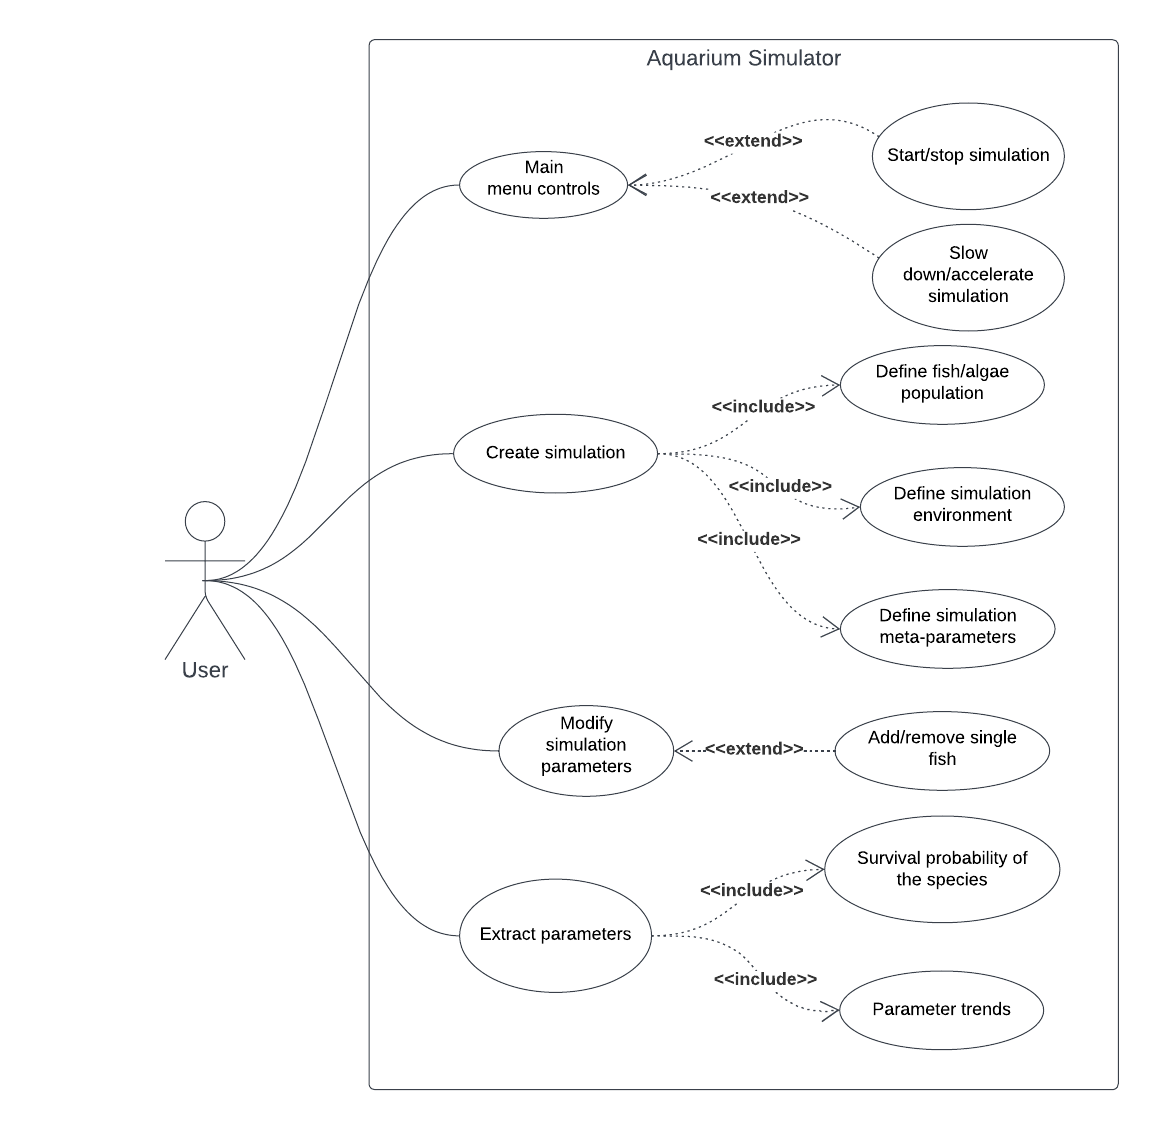 Aquarium Simulator
Main
menu controls
<<extend>>
Start/stop simulation
<<extend>>
Slow
down/accelerate
simulation
Create simulation
<<include>>
Define fish/algae
population
<<include>>
Define simulation
environment
<<include>>
Define simulation
meta-parameters
User
Modify
simulation
parameters
<<extend>>
Add/remove single
fish
Extract parameters
<<include>>
Survival probability of
the species
<<include>>
Parameter trends